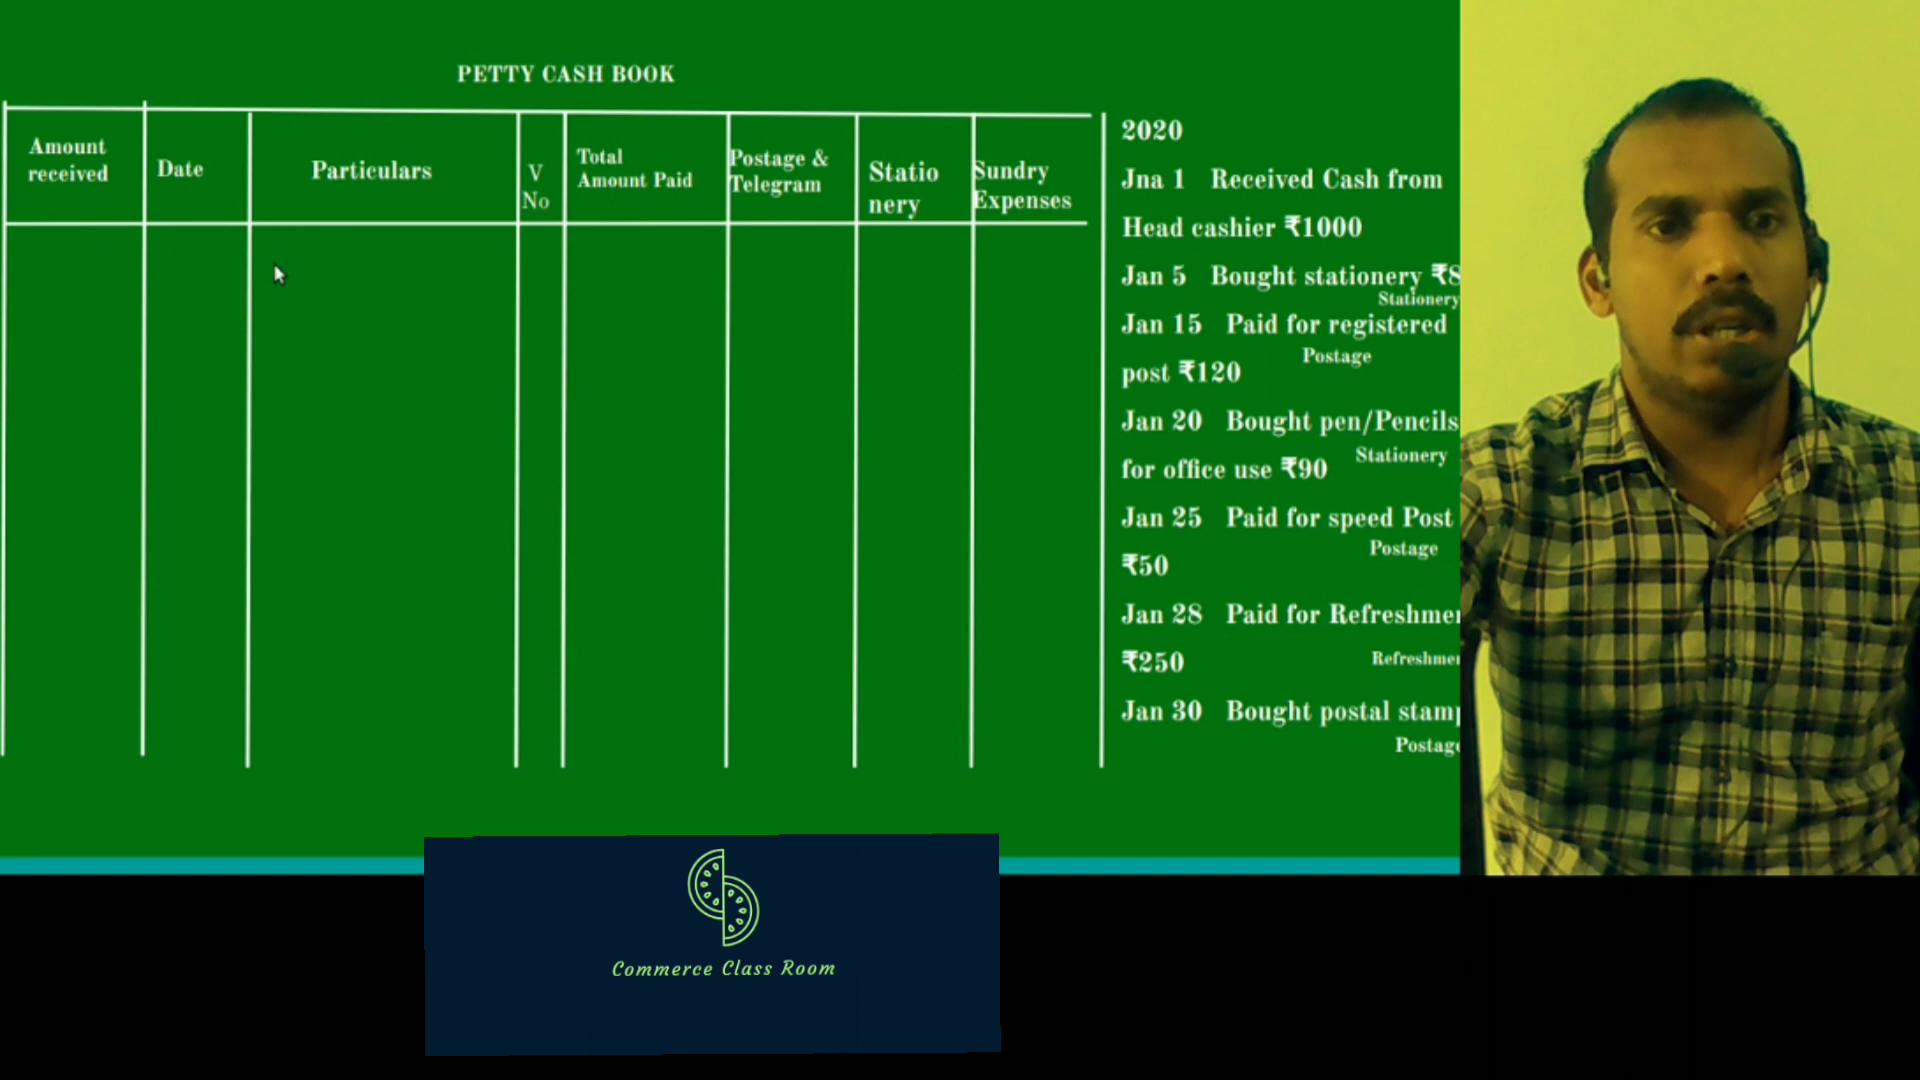 PETTY CASH BOOK
Amount
received
Date
Particulars
V
No
Total
Amount Paid
Postage &
Telegram
Statio
nery
Sundry
Expenses
2020
Jna 1 Received Cash from
Head cashier ₹1000
Jan 5 Bought stationery ₹8
Stationery
Jan 15 Paid for registered
Postage
post ₹120
Jan 20 Bought pen/Pencils
Stationery
for office use ₹90
Jan 25 Paid for speed Post
Postage
₹50
Jan 28 Paid for
₹250
Jan 30 Bought postal
Commerce Class Room